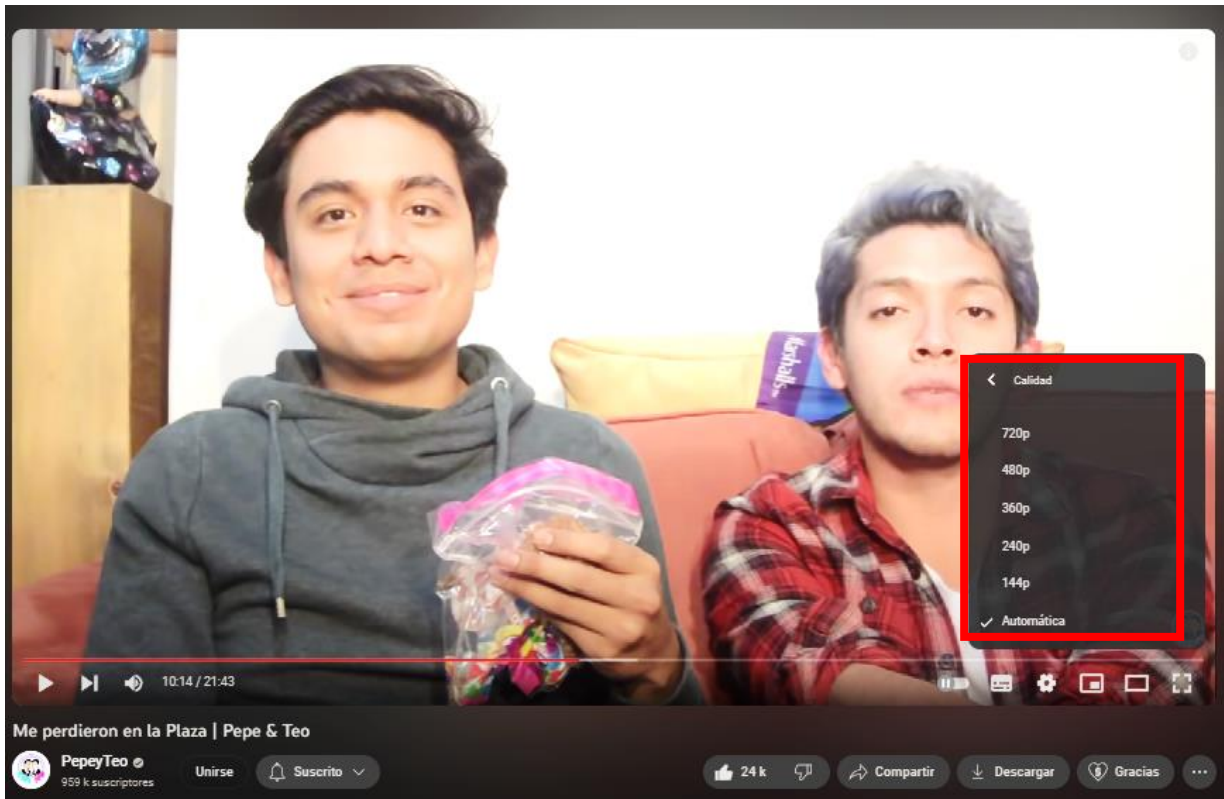 Marshalls
Calidad
720p
480p
360p
240p
144p
Automática
10:14 / 21:43
Me perdieron en la Plaza | Pepe & Teo
PepeyTeo
959 k suscriptores
Unirse
Suscrito
24 k
Compartir
Descargar
Gracias